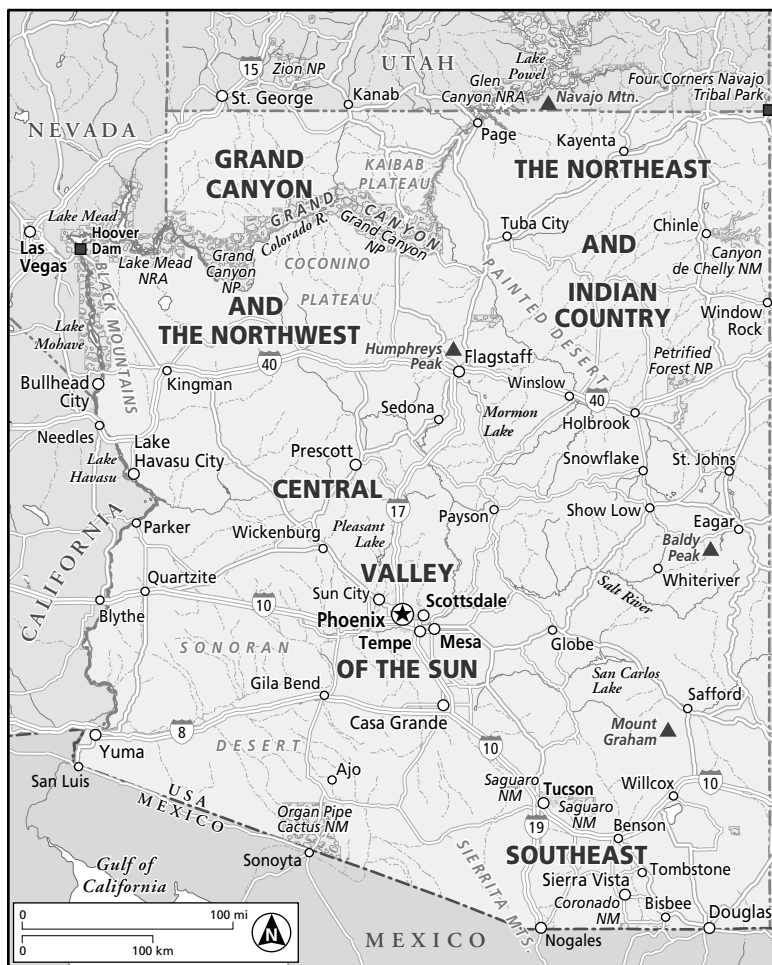 15
Zion NP
UTAH
Lake
Powel
Glen
Canyon NRA
Four Corners Navajo
Tribal Park
St. George
Kanab
Navajo Mtn.
NEVADA
Page
Kayenta
GRAND
CANYON
KAIBAB
PLATEAU
THE NORTHEAST
Lake Mead
Hoover
Dam
Las
Vegas
GRAND
CANYON
Colorado R.
Grand Canyon
NP
Tuba City
AND
Chinle
Canyon
de Chelly NM
Lake Mead
NRA
Grand
Canyon
NP
COCONINO
PLATEAU
BLACK MOUNTAINS
PAINTED DESERT
INDIAN
COUNTRY
Window
Rock
AND
THE NORTHWEST
Lake
Mohave
Humphreys
Peak
Flagstaff
Petrified
Forest NP
40
Kingman
Bullhead
City
Winslow
40
Holbrook
Sedona
Mormon
Lake
Needles
Lake
Havasu
Lake
Havasu City
Prescott
Snowflake
St. Johns
CENTRAL
17
Pleasant
Lake
Payson
Show Low
Eagar
Baldy
Peak
Whiteriver
CALIFORNIA
Parker
Wickenburg
VALLEY
Quartzite
Sun City
Salt River
Blythe
10
Phoenix
Scottsdale
Tempe
Mesa
Globe
SONORAN
OF THE SUN
San Carlos
Lake
Gila Bend
Safford
Casa Grande
Mount
Graham
8
Yuma
DESERT
10
San Luis
Ajo
USA
MEXICO
Saguaro
NM
Tucson
Saguaro
NM
Willcox
10
Organ Pipe
Cactus NM
19
Benson
Sonoyta
SOUTHEAST
Gulf of
California
SIERRITA MTS.
Tombstone
Sierra Vista
Coronado
NM
Bisbee
Douglas
Nogales
MEXICO
0
100 mi
0
100 km
N